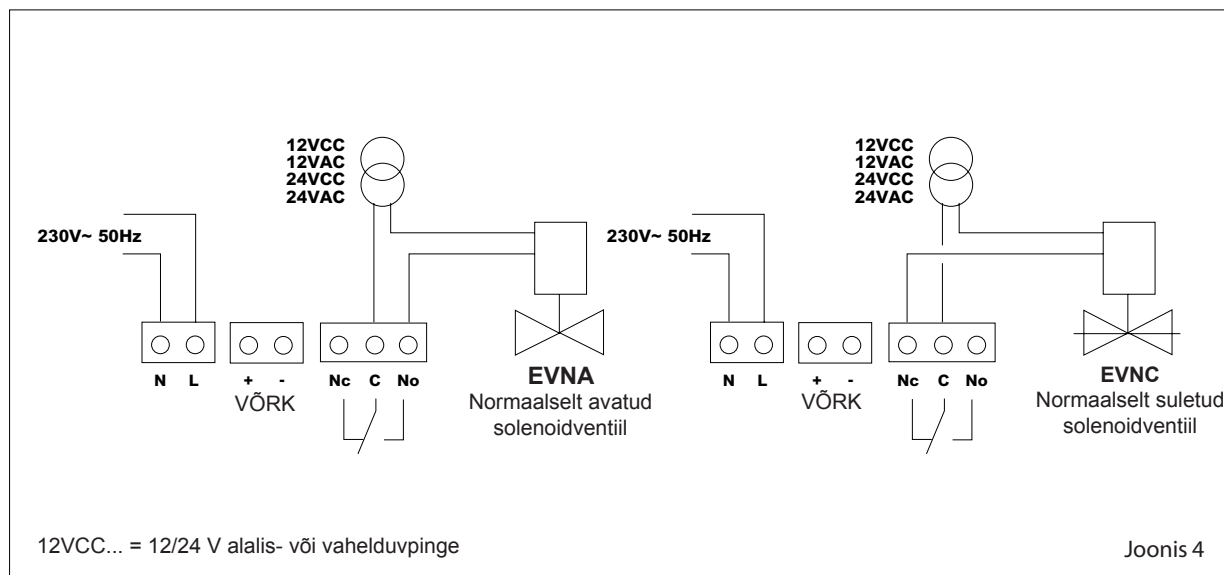 12VCC
12VAC
24VCC
24VAC
230V~ 50Hz
N L + - Nc C No
VÕRK
EVNA
Normaalselt avatud
solenoidventiil
12VCC
12VAC
24VCC
24VAC
230V~ 50Hz
N L + - Nc C No
VÕRK
EVNC
Normaalselt suletud
solenoidventiil
12VCC... = 12/24 V alalis- või vahelduvpinge
Joonis 4